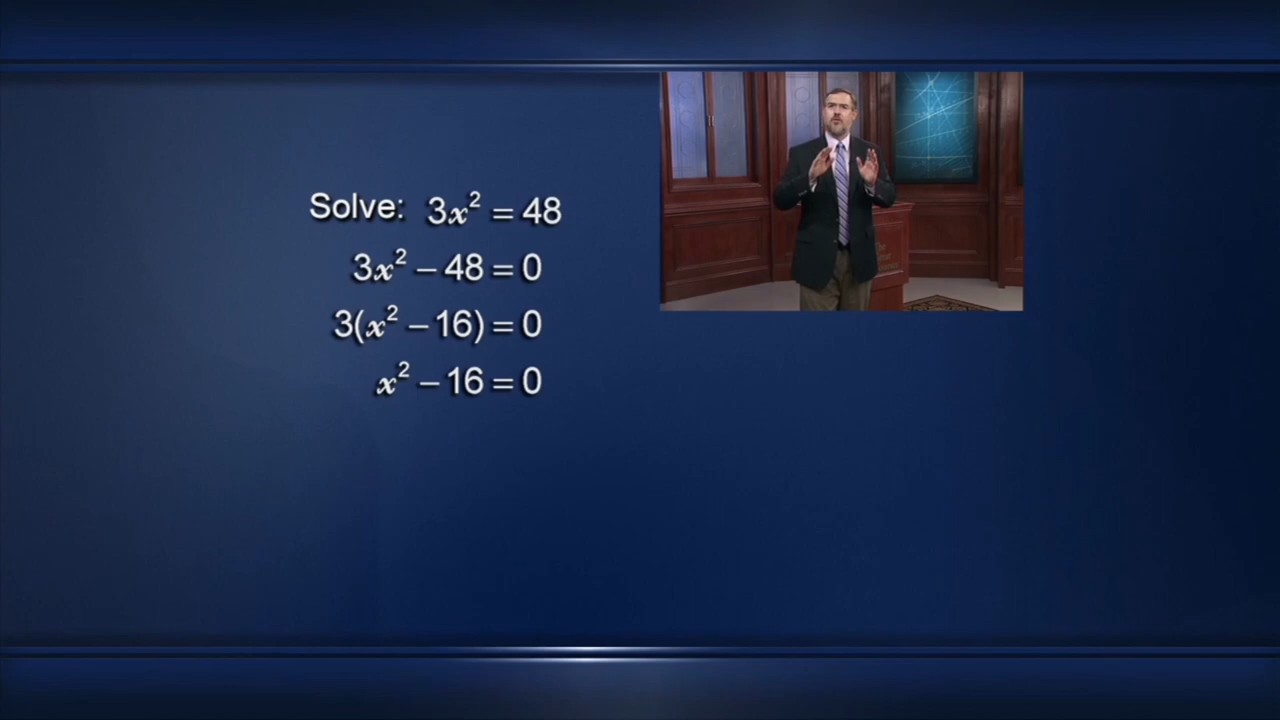 Solve: 3x² = 48
3x² – 48 = 0
3(x² – 16) = 0
x² – 16 = 0